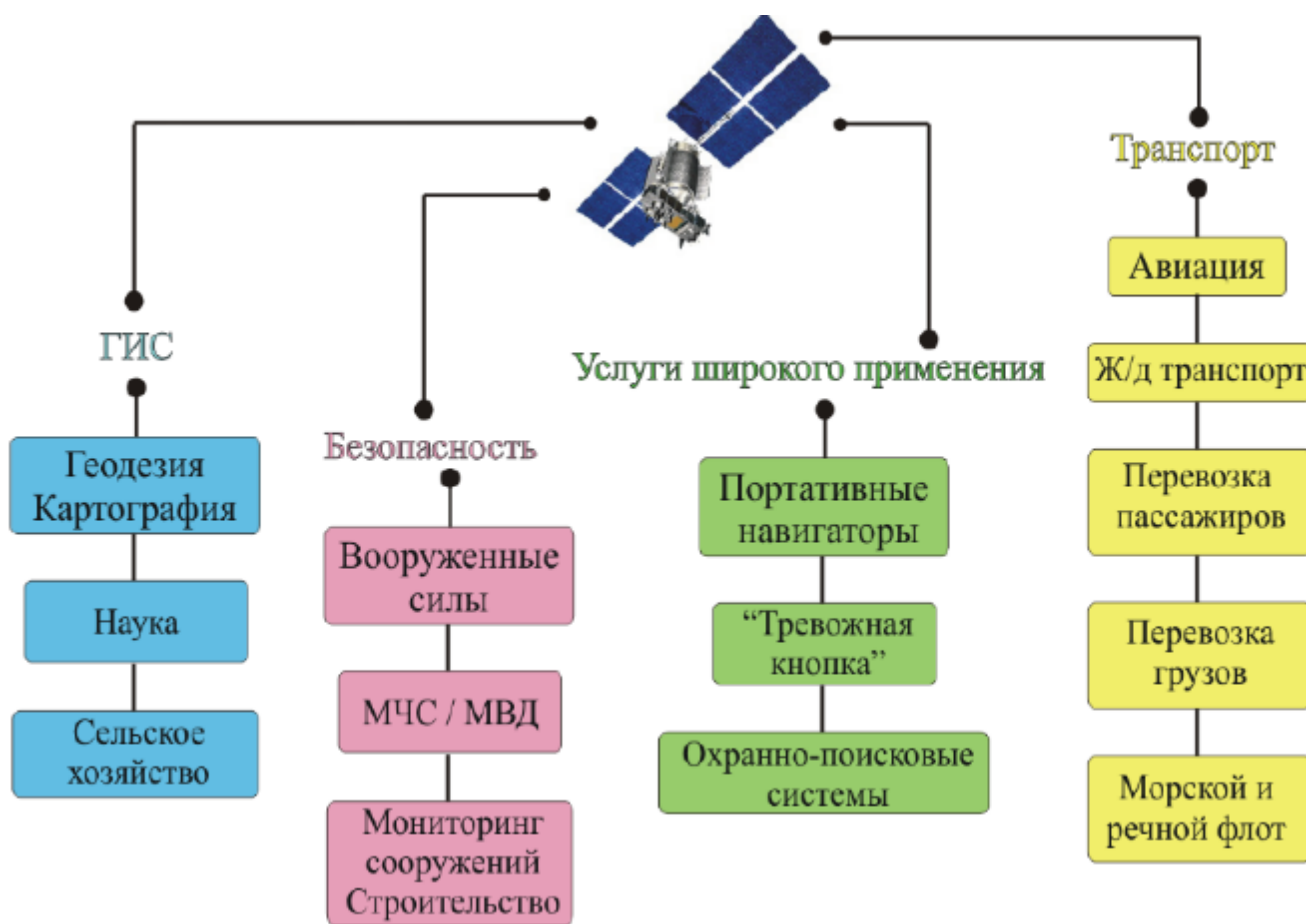 ГИС
Геодезия
Картография
Наука
Сельское
хозяйство
Безопасность
Вооруженные
силы
МЧС / МВД
Мониторинг
сооружений
Строительство
Услуги широкого применения
Портативные
навигаторы
“Тревожная
кнопка”
Охранно-поисковые
системы
Транспорт
Авиация
Ж/д транспорт
Перевозка
пассажиров
Перевозка
грузов
Морской и
речной флот